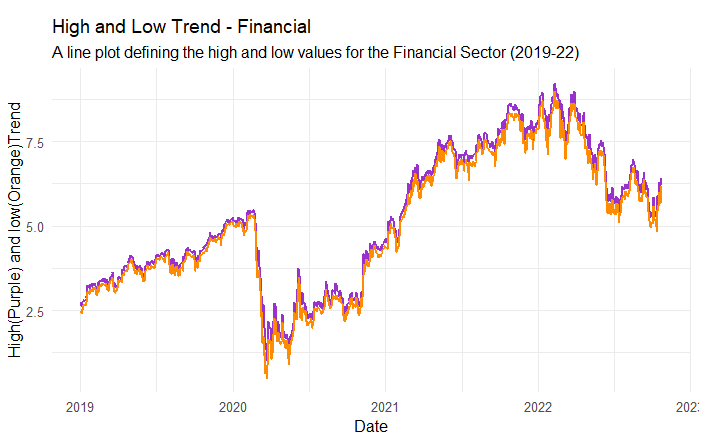 High and Low Trend - Financial
A line plot defining the high and low values for the Financial Sector (2019-22)
High(Purple) and low(Orange)Trend
7.5
5.0
2.5
2019 2020 2021 2022 202
Date